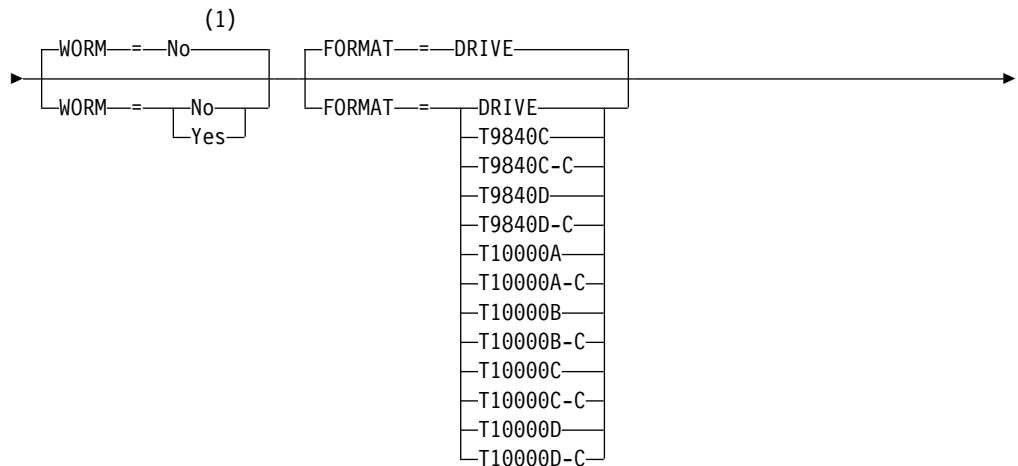 (1)
WORM = No FORMAT = DRIVE
WORM = No FORMAT = DRIVE
Yes T9840C
T9840C-C
T9840D
T9840D-C
T10000A
T10000A-C
T10000B
T10000B-C
T10000C
T10000C-C
T10000D
T10000D-C